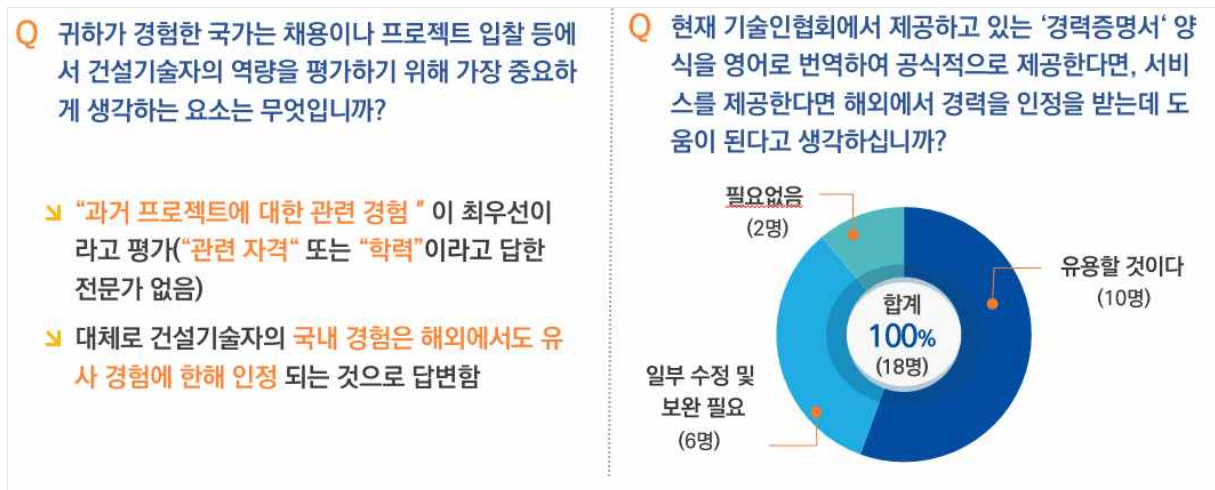 Q 귀하가 경험한 국가는 채용이나 프로젝트 입찰 등에
서 건설기술자의 역량을 평가하기 위해 가장 중요하
게 생각하는 요소는 무엇입니까?
“과거 프로젝트에 대한 관련 경험 ” 이 최우선이
라고 평가(“관련 자격“ 또는 “학력”이라고 답한
전문가 없음)
대체로 건설기술자의 국내 경험은 해외에서도 유
사 경험에 한해 인정 되는 것으로 답변함
Q 현재 기술인협회에서 제공하고 있는 ‘경력증명서‘ 양
식을 영어로 번역하여 공식적으로 제공한다면, 서비
스를 제공한다면 해외에서 경력을 인정을 받는데 도
움이 된다고 생각하십니까?
필요없음
(2명)
유용할 것이다
(10명)
합계
100%
(18명)
일부 수정 및
보완 필요
(6명)